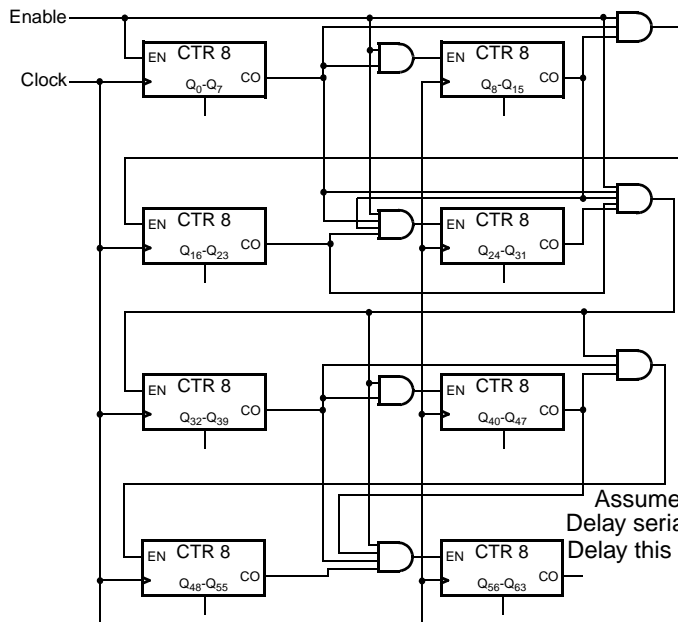 Enable
Clock
EN CTR 8 CO
Q0-Q7
EN CTR 8 CO
Q8-Q15
EN CTR 8 CO
Q16-Q23
EN CTR 8 CO
Q24-Q31
EN CTR 8 CO
Q32-Q39
EN CTR 8 CO
Q40-Q47
Assume
Delay seria
Delay this
EN CTR 8 CO
Q48-Q55
EN CTR 8 CO
Q56-Q63